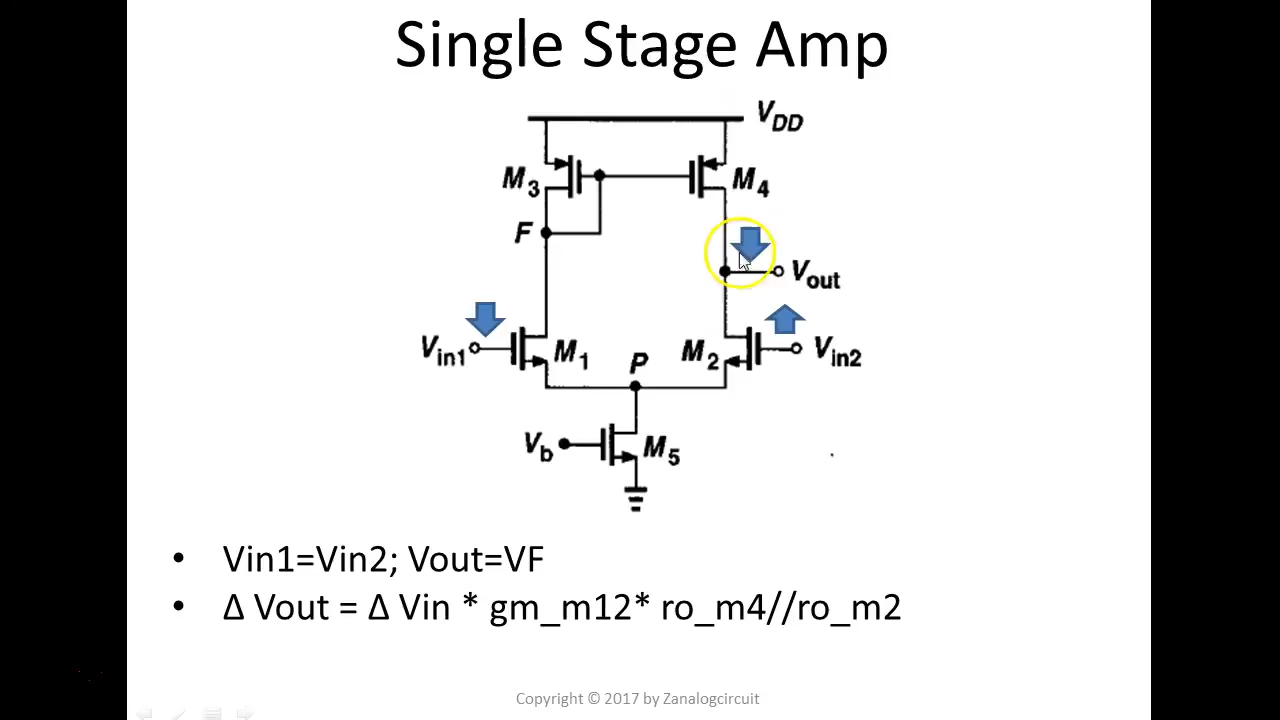 Single Stage Amp
VDD
M3
M4
F
Vout
Vin1
M1
M2
P
Vin2
Vb
M5
• Vin1=Vin2; Vout=VF
• Δ Vout = Δ Vin * gm_m12* ro_m4//ro_m2
Copyright © 2017 by Zanalogcircuit